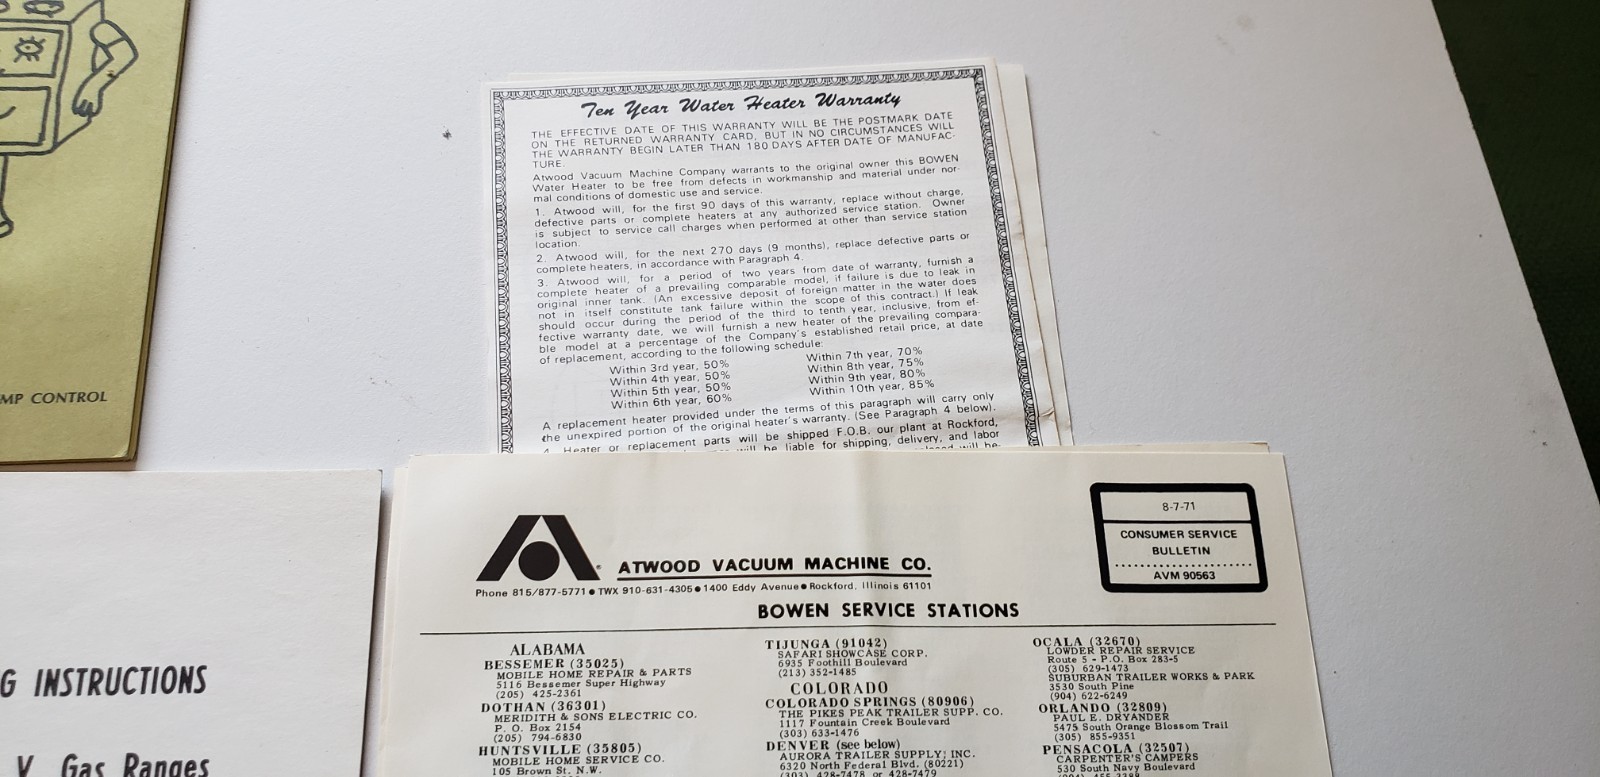 MP CONTROL
Ten Year Water Heater Warranty
THE EFFECTIVE DATE OF THIS WARRANTY WILL BE THE POSTMARK DATE
ON THE RETURNED WARRANTY CARD, BUT IN NO CIRCUMSTANCES WILL
THE WARRANTY BEGIN LATER THAN 180 DAYS AFTER DATE OF MANUFAC-
TURE.
Atwood Vacuum Machine Company warrants to the original owner this BOWEN
Water Heater to be free from defects in workmanship and material under nor-
mal conditions of domestic use and service.
1. Atwood will, for the first 90 days of this warranty, replace without charge,
defective parts or complete heaters at any authorized service station. Owner
is subject to service call charges when performed at other than service station
location.
2. Atwood will, for the next 270 days (9 months), replace defective parts or
complete heaters, in accordance with Paragraph 4.
3. Atwood will, for a period of two years from date of warranty, furnish a
complete heater of a prevailing comparable model, if failure is due to leak in
original inner tank. (An excessive deposit of foreign matter in the water does
not in itself constitute tank failure within the scope of this contract.) If leak
should occur during the period of the third to tenth year, inclusive, from ef-
fective warranty date, we will furnish a new heater of the prevailing compara-
ble model at a percentage of the Company's established retail price, at date
of replacement, according to the following schedule:
Within 3rd year, 50%
Within 4th year, 50%
Within 5th year, 50%
Within 6th year, 60%
Within 7th year, 70%
Within 8th year, 75%
Within 9th year, 80%
Within 10th year, 85%
A replacement heater provided under the terms of this paragraph will carry only
the unexpired portion of the original heater's warranty. (See Paragraph 4 below).
4. Heater or replacement parts will be shipped F.O.B. our plant at Rockford,
will be liable for shipping, delivery, and labor
G INSTRUCTIONS
V. Gas Ranges
ATWOOD VACUUM MACHINE CO.
Phone 815/877-5771 ● TWX 910-631-4305 ● 1400 Eddy Avenue ● Rockford, Illinois 61101
8-7-71
CONSUMER SERVICE
BULLETIN
AVM 90563
BOWEN SERVICE STATIONS
ALABAMA
BESSEMER (35025)
MOBILE HOME REPAIR & PARTS
5116 Bessemer Super Highway
(205) 425-2361
DOTHAN (36301)
MERIDITH & SONS ELECTRIC CO.
P. O. Box 2154
(205) 794-6830
HUNTSVILLE (35805)
MOBILE HOME SERVICE CO.
105 Brown St. N.W.
TIJUNGA (91042)
SAFARI SHOWCASE CORP.
6935 Foothill Boulevard
(213) 352-1485
COLORADO
COLORADO SPRINGS (80906)
THE PIKES PEAK TRAILER SUPP. CO.
1117 Fountain Creek Boulevard
(303) 633-1476
DENVER (see below)
AURORA TRAILER SUPPLY, INC.
6320 North Federal Blvd. (80221)
(303) 428-7478 or 428-7479
OCALA (32670)
LOWDER REPAIR SERVICE
Route 5 - P.O. Box 283-5
(305) 629-1473
SUBURBAN TRAILER WORKS & PARK
3530 South Pine
(904) 622-6249
ORLANDO (32809)
PAUL E. DRYANDER
5475 South Orange Blossom Trail
(305) 855-9351
PENSACOLA (32507)
CARPENTER'S CAMPERS
530 South Navy Boulevard